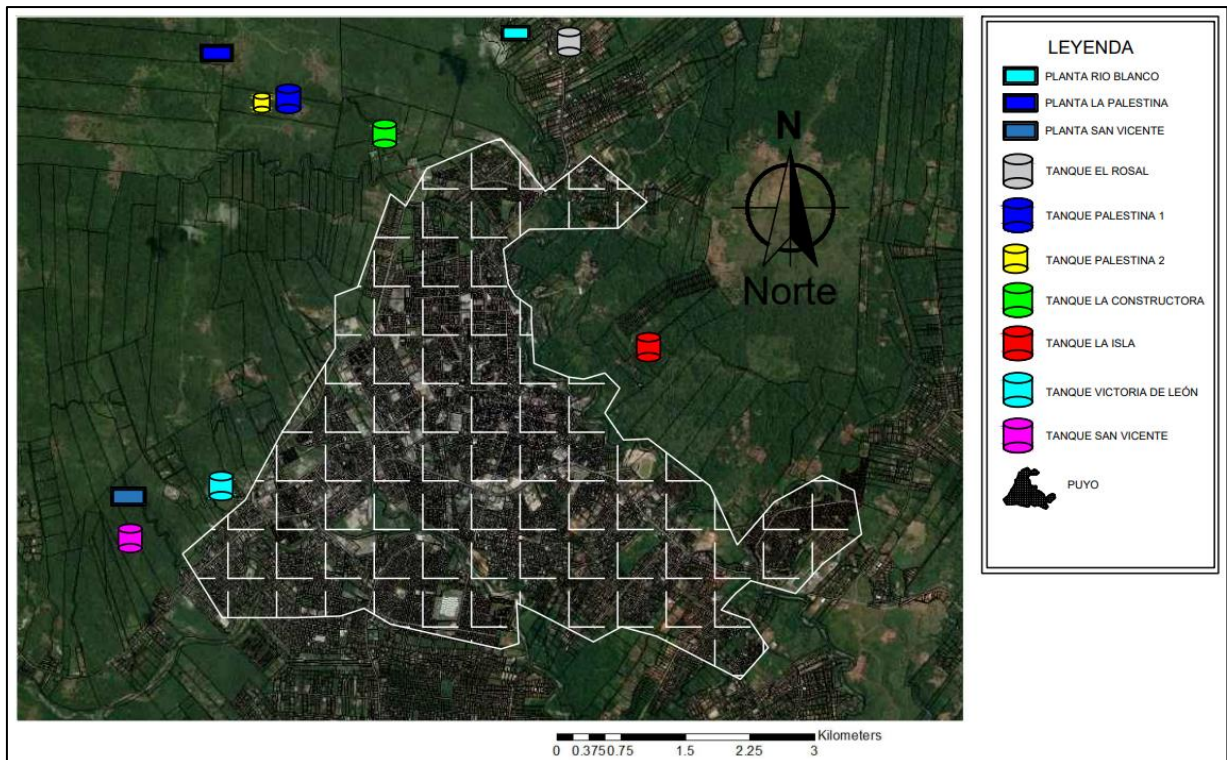 LEYENDA
PLANTA RIO BLANCO
PLANTA LA PALESTINA
PLANTA SAN VICENTE
TANQUE EL ROSAL
TANQUE PALESTINA 1
TANQUE PALESTINA 2
TANQUE LA CONSTRUCTORA
TANQUE LA ISLA
TANQUE VICTORIA DE LEÓN
TANQUE SAN VICENTE
PUYO
N
Norte
Kilometers
0 0.375 0.75 1.5 2.25 3